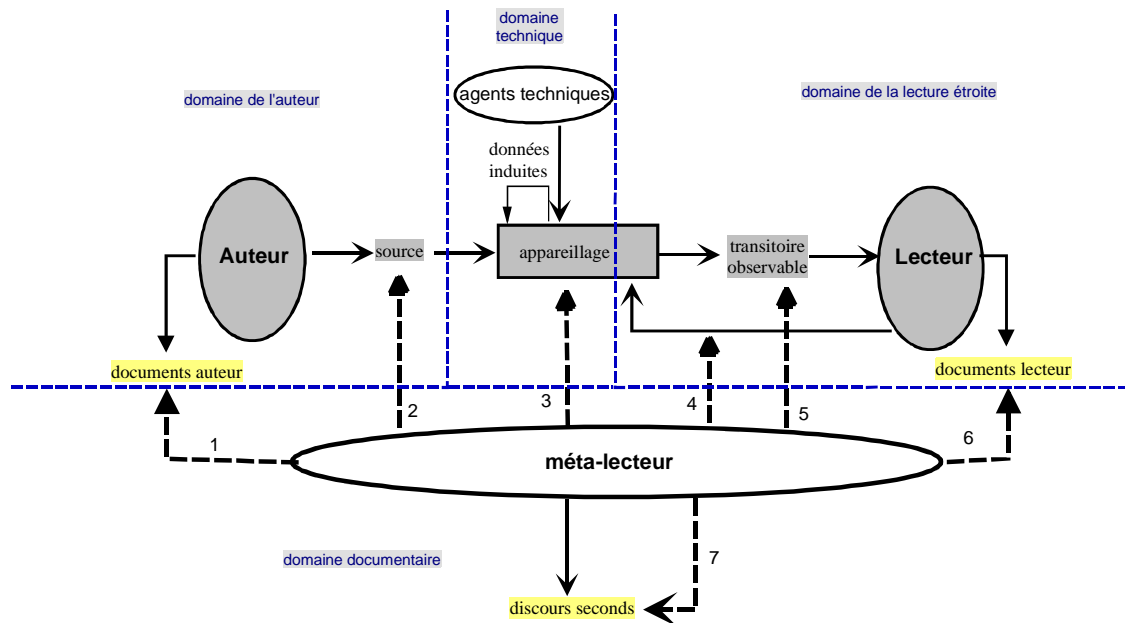 domaine
technique
domaine de l'auteur
agents techniques
domaine de la lecture étroite
données
induites
Auteur
source
appareillage
transitoire
observable
Lecteur
documents auteur
documents lecteur
1
2
3
4
5
6
méta-lecteur
domaine documentaire
7
discours seconds